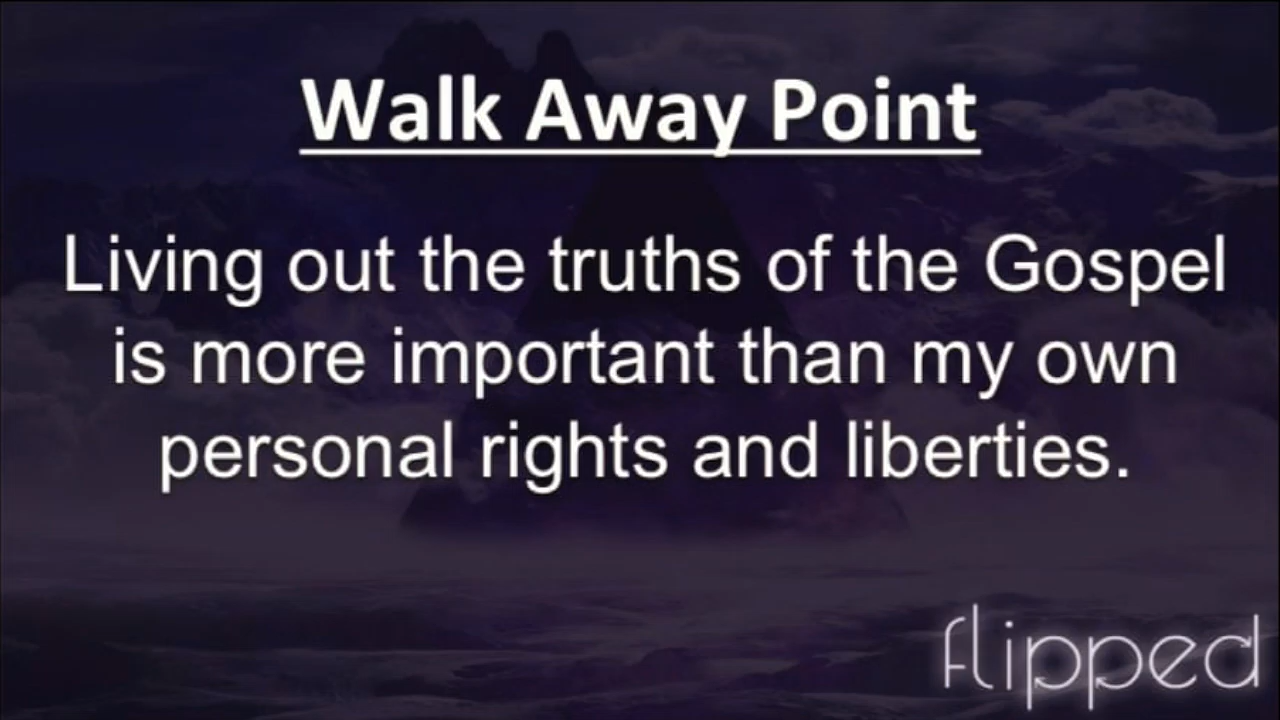 Walk Away Point
Living out the truths of the Gospel
is more important than my own
personal rights and liberties.
flipped